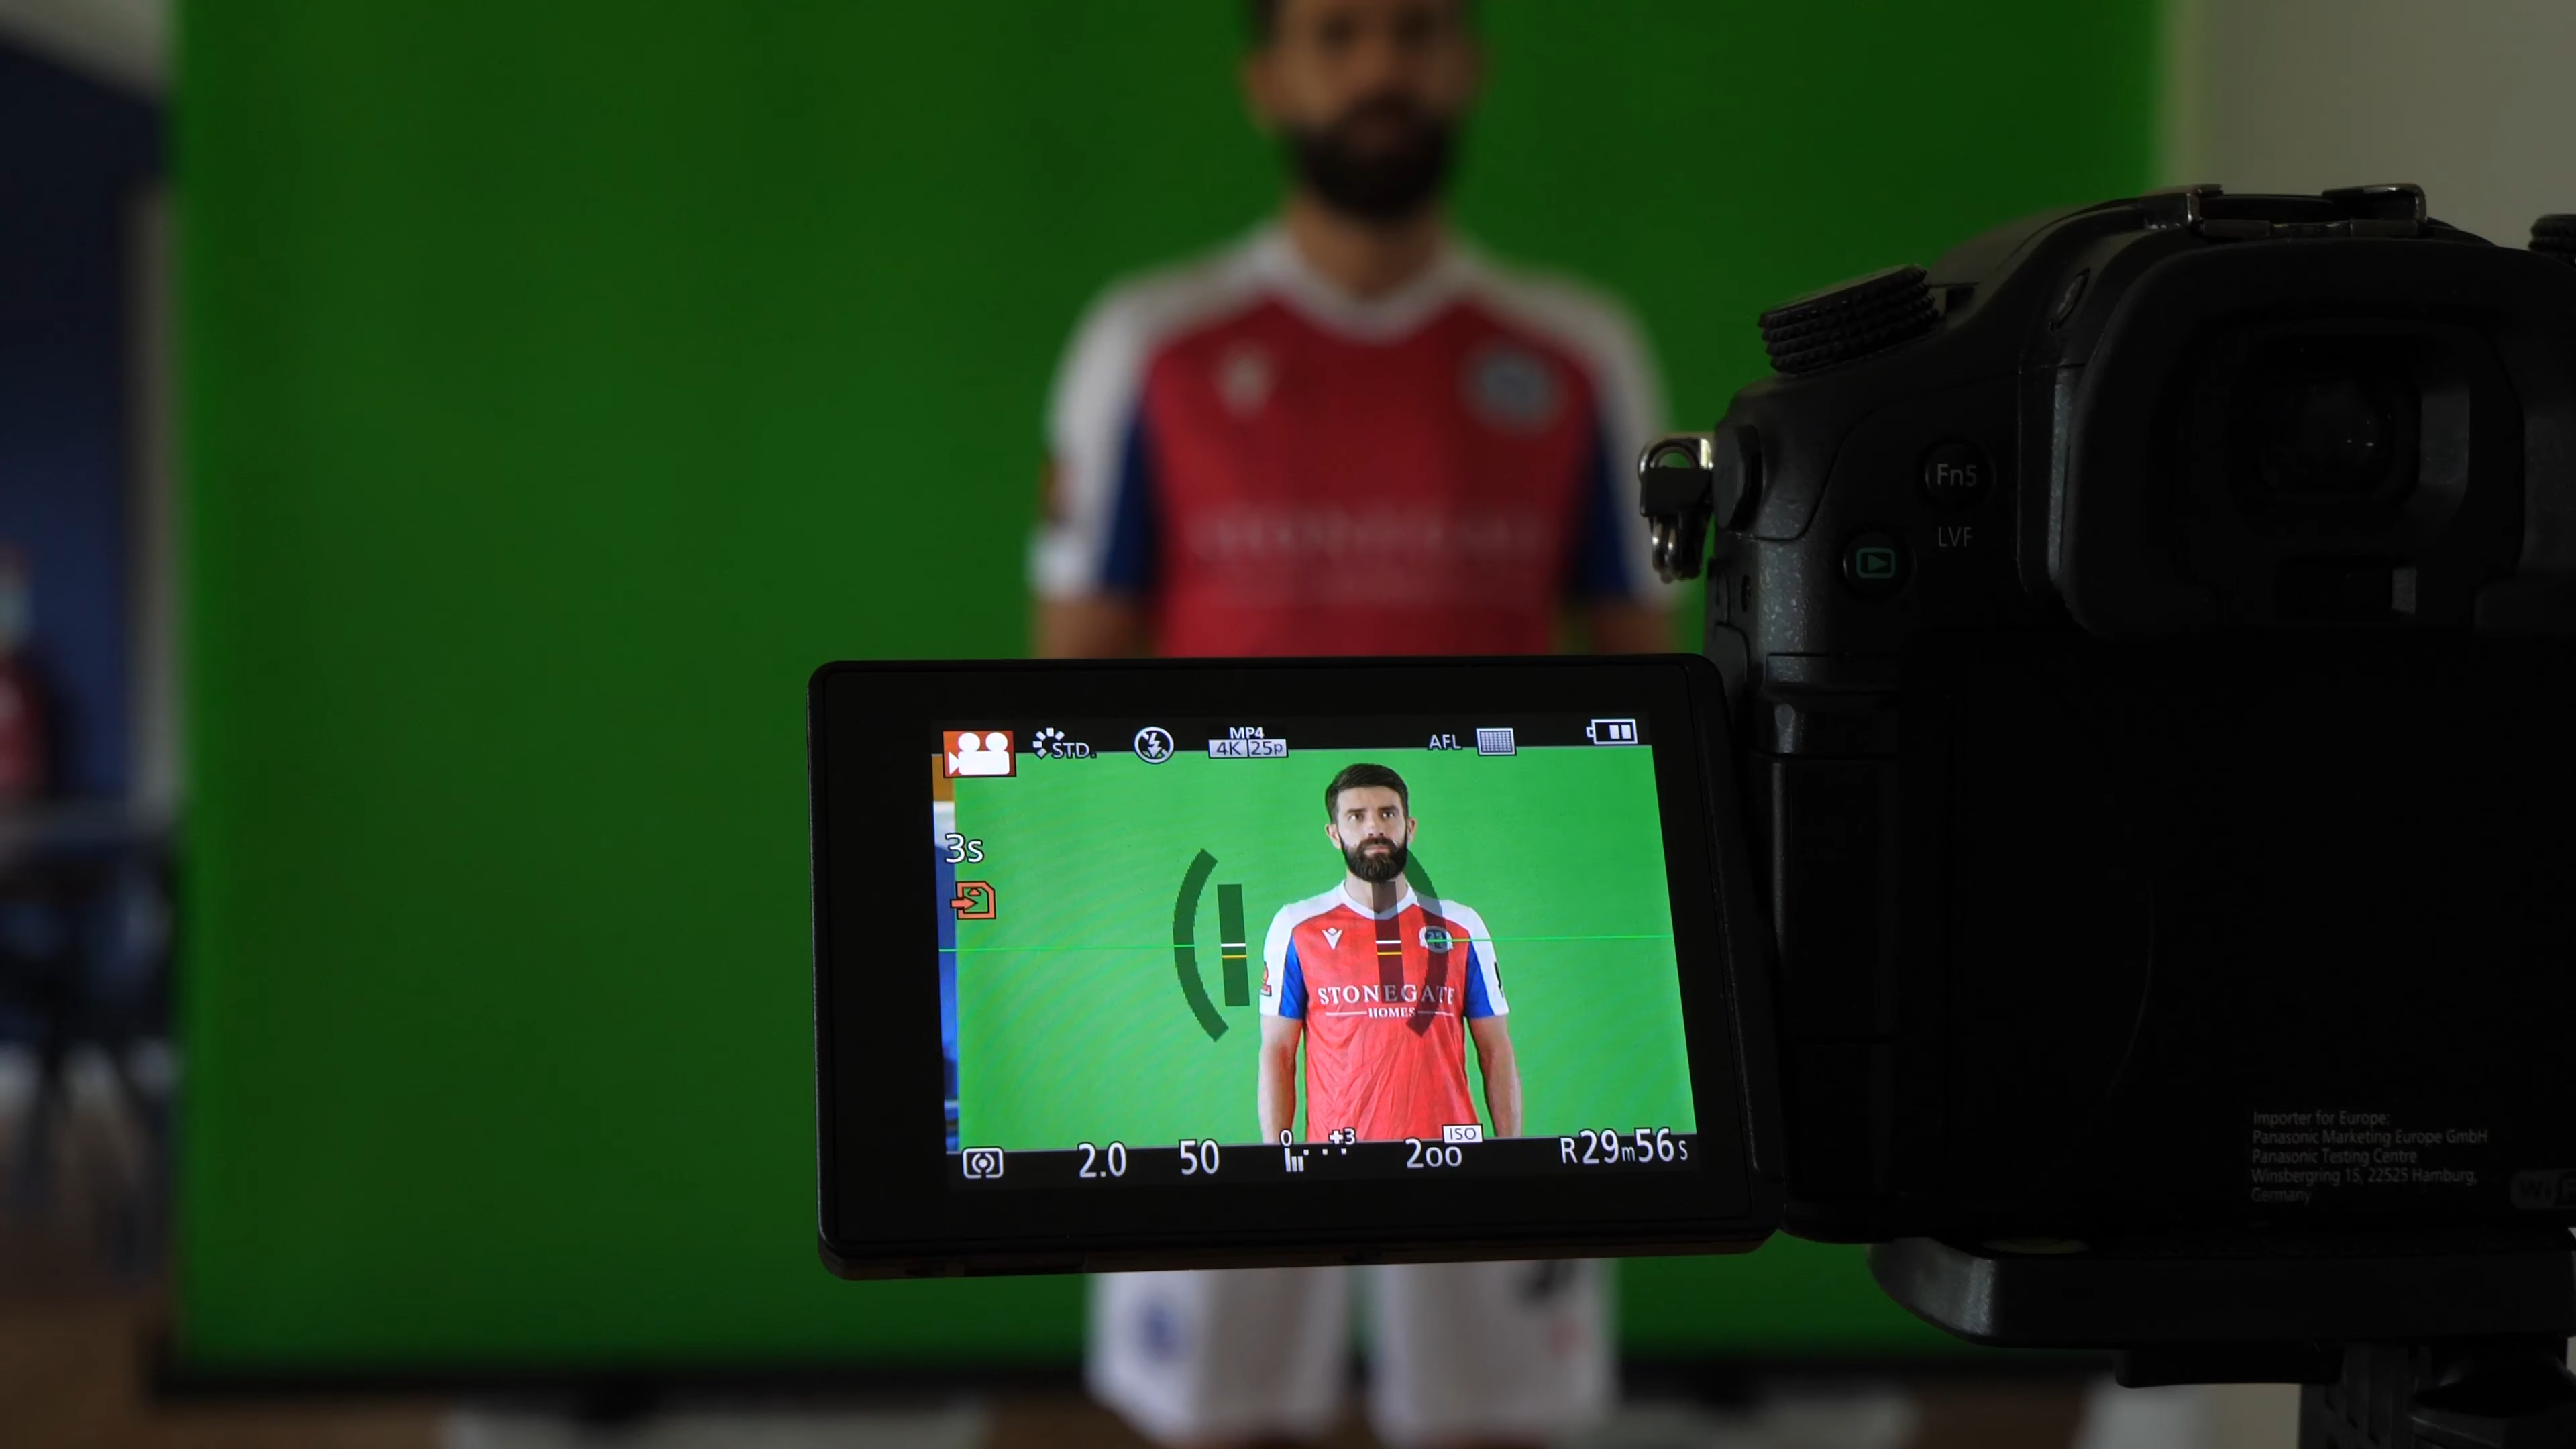 Fn5
LVF
STD.
MP4
4K 25p
AFL
3s
STONEGATE
HOMES
2.0 50 0 +3 200 ISO R29m56s
Importer for Europe:
Panasonic Marketing Europe GmbH
Panasonic Testing Centre
Winsbergring 15, 22525 Hamburg,
Germany